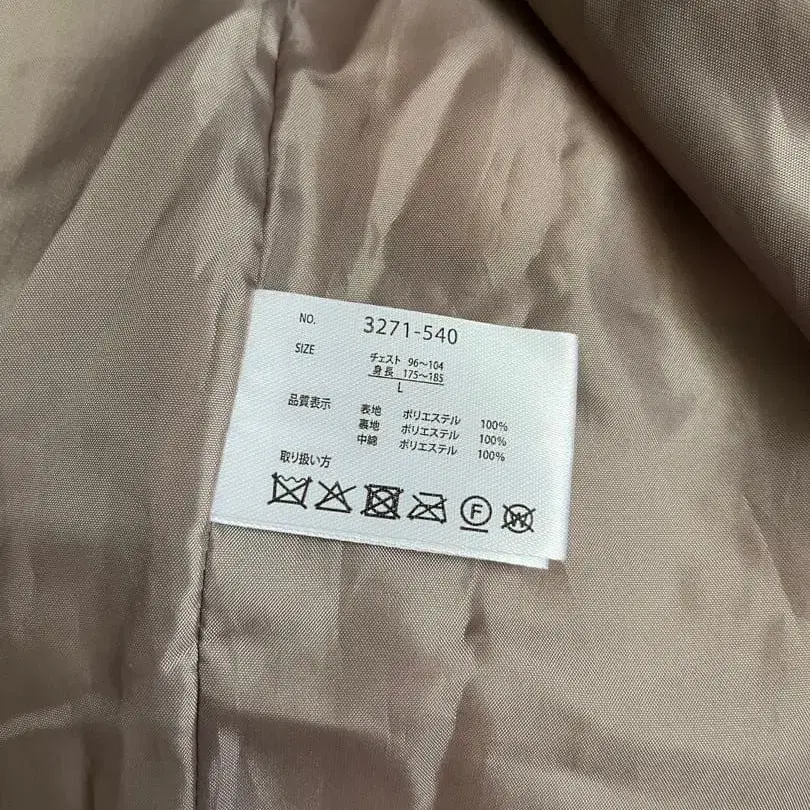 NO. 3271-540
SIZE チェスト 96～104
身長 175～185
L
品質表示 表地 ポリエステル 100%
裏地 ポリエステル 100%
中綿 ポリエステル 100%
取り扱い方
F W